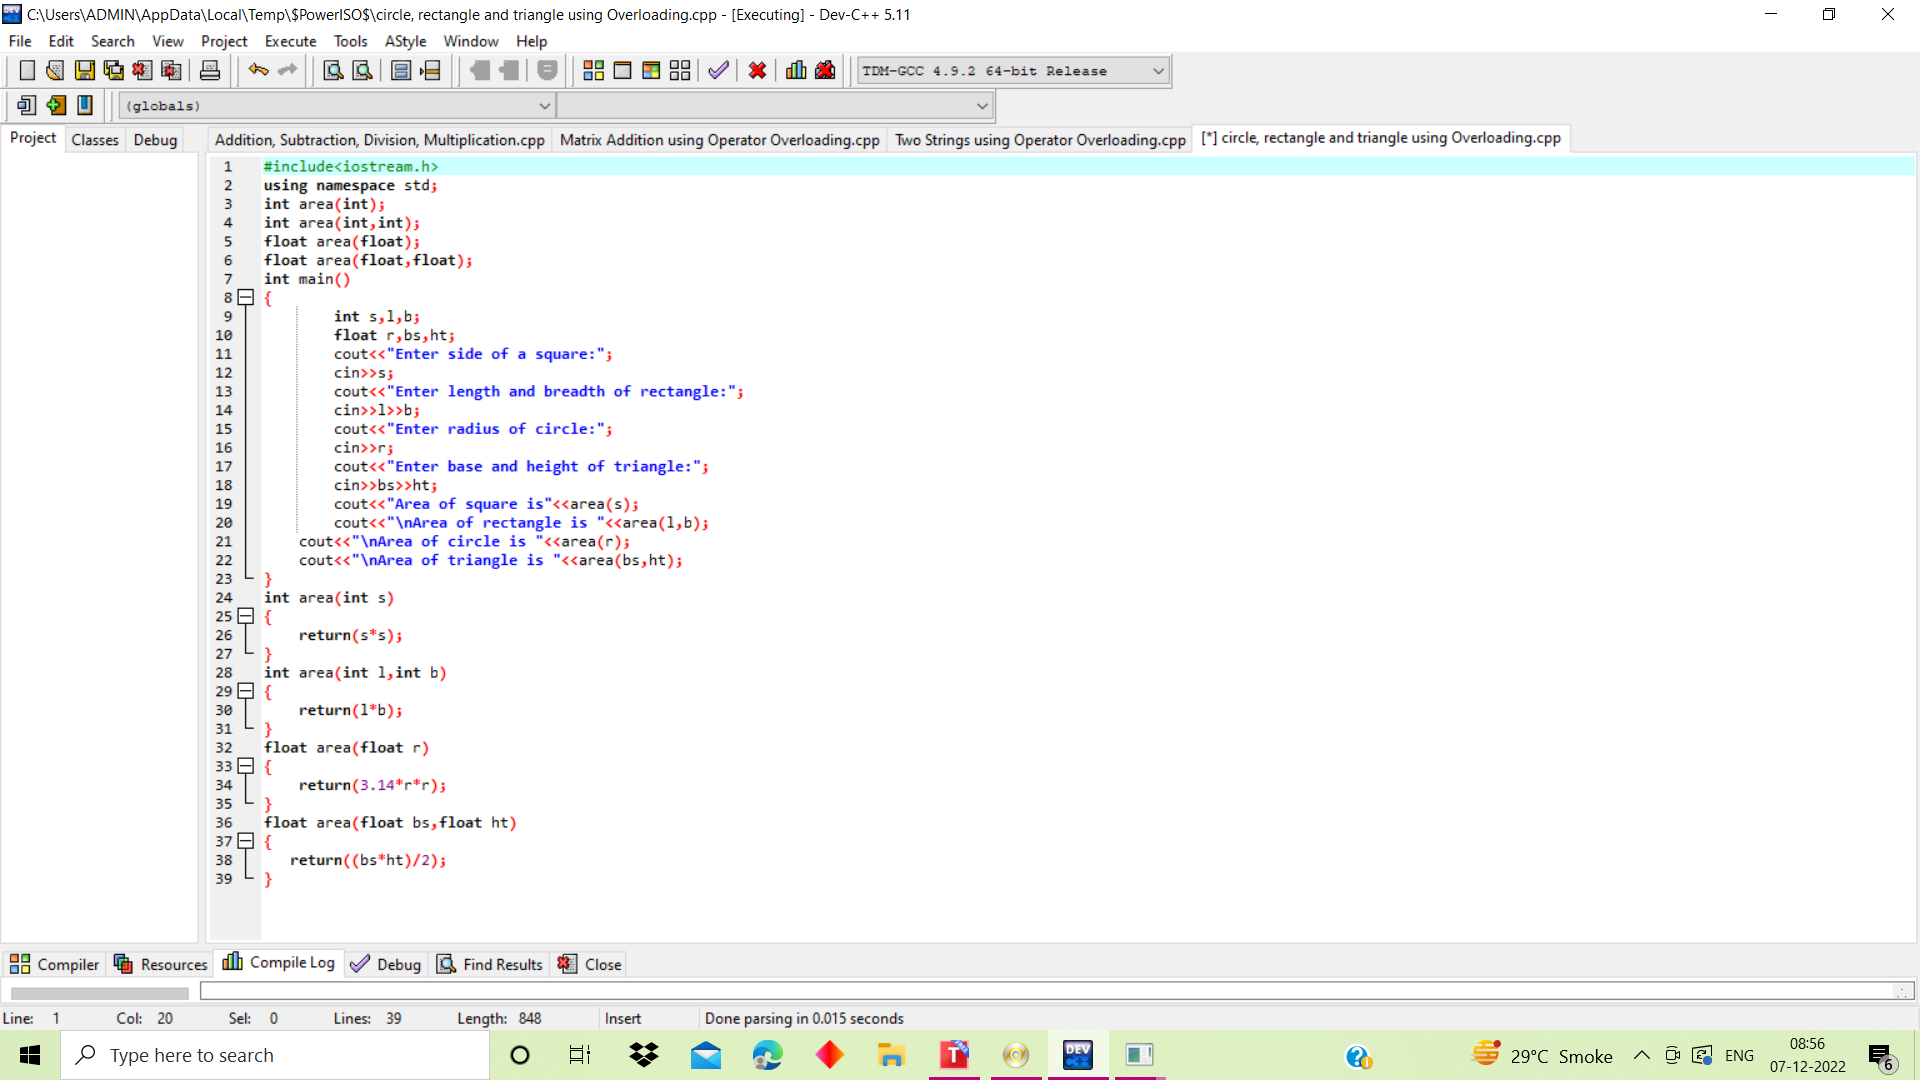 C:\Users\ADMIN\AppData\Local\Temp\$PowerISO$\circle, rectangle and triangle using Overloading.cpp - [Executing] - Dev-C++ 5.11
File Edit Search View Project Execute Tools AStyle Window Help
TDM-GCC 4.9.2 64-bit Release
(globals)
Project Classes Debug
Addition, Subtraction, Division, Multiplication.cpp Matrix Addition using Operator Overloading.cpp Two Strings using Operator Overloading.cpp [*] circle, rectangle and triangle using Overloading.cpp
1 #include<iostream.h>
2 using namespace std;
3 int area(int);
4 int area(int,int);
5 float area(float);
6 float area(float,float);
7 int main()
8 {
9 int s,l,b;
10 float r,bs,ht;
11 cout<<"Enter side of a square:";
12 cin>>s;
13 cout<<"Enter length and breadth of rectangle:";
14 cin>>l>>b;
15 cout<<"Enter radius of circle:";
16 cin>>r;
17 cout<<"Enter base and height of triangle:";
18 cin>>bs>>ht;
19 cout<<"Area of square is"<<area(s);
20 cout<<"\nArea of rectangle is "<<area(l,b);
21 cout<<"\nArea of circle is "<<area(r);
22 cout<<"\nArea of triangle is "<<area(bs,ht);
23 }
24 int area(int s)
25 {
26 return(s*s);
27 }
28 int area(int l,int b)
29 {
30 return(l*b);
31 }
32 float area(float r)
33 {
34 return(3.14*r*r);
35 }
36 float area(float bs,float ht)
37 {
38 return((bs*ht)/2);
39 }
Compiler Resources Compile Log Debug Find Results Close
Line: 1 Col: 20 Sel: 0 Lines: 39 Length: 848 Insert Done parsing in 0.015 seconds
Type here to search
DEV
29°C Smoke
ENG
08:56
07-12-2022
6